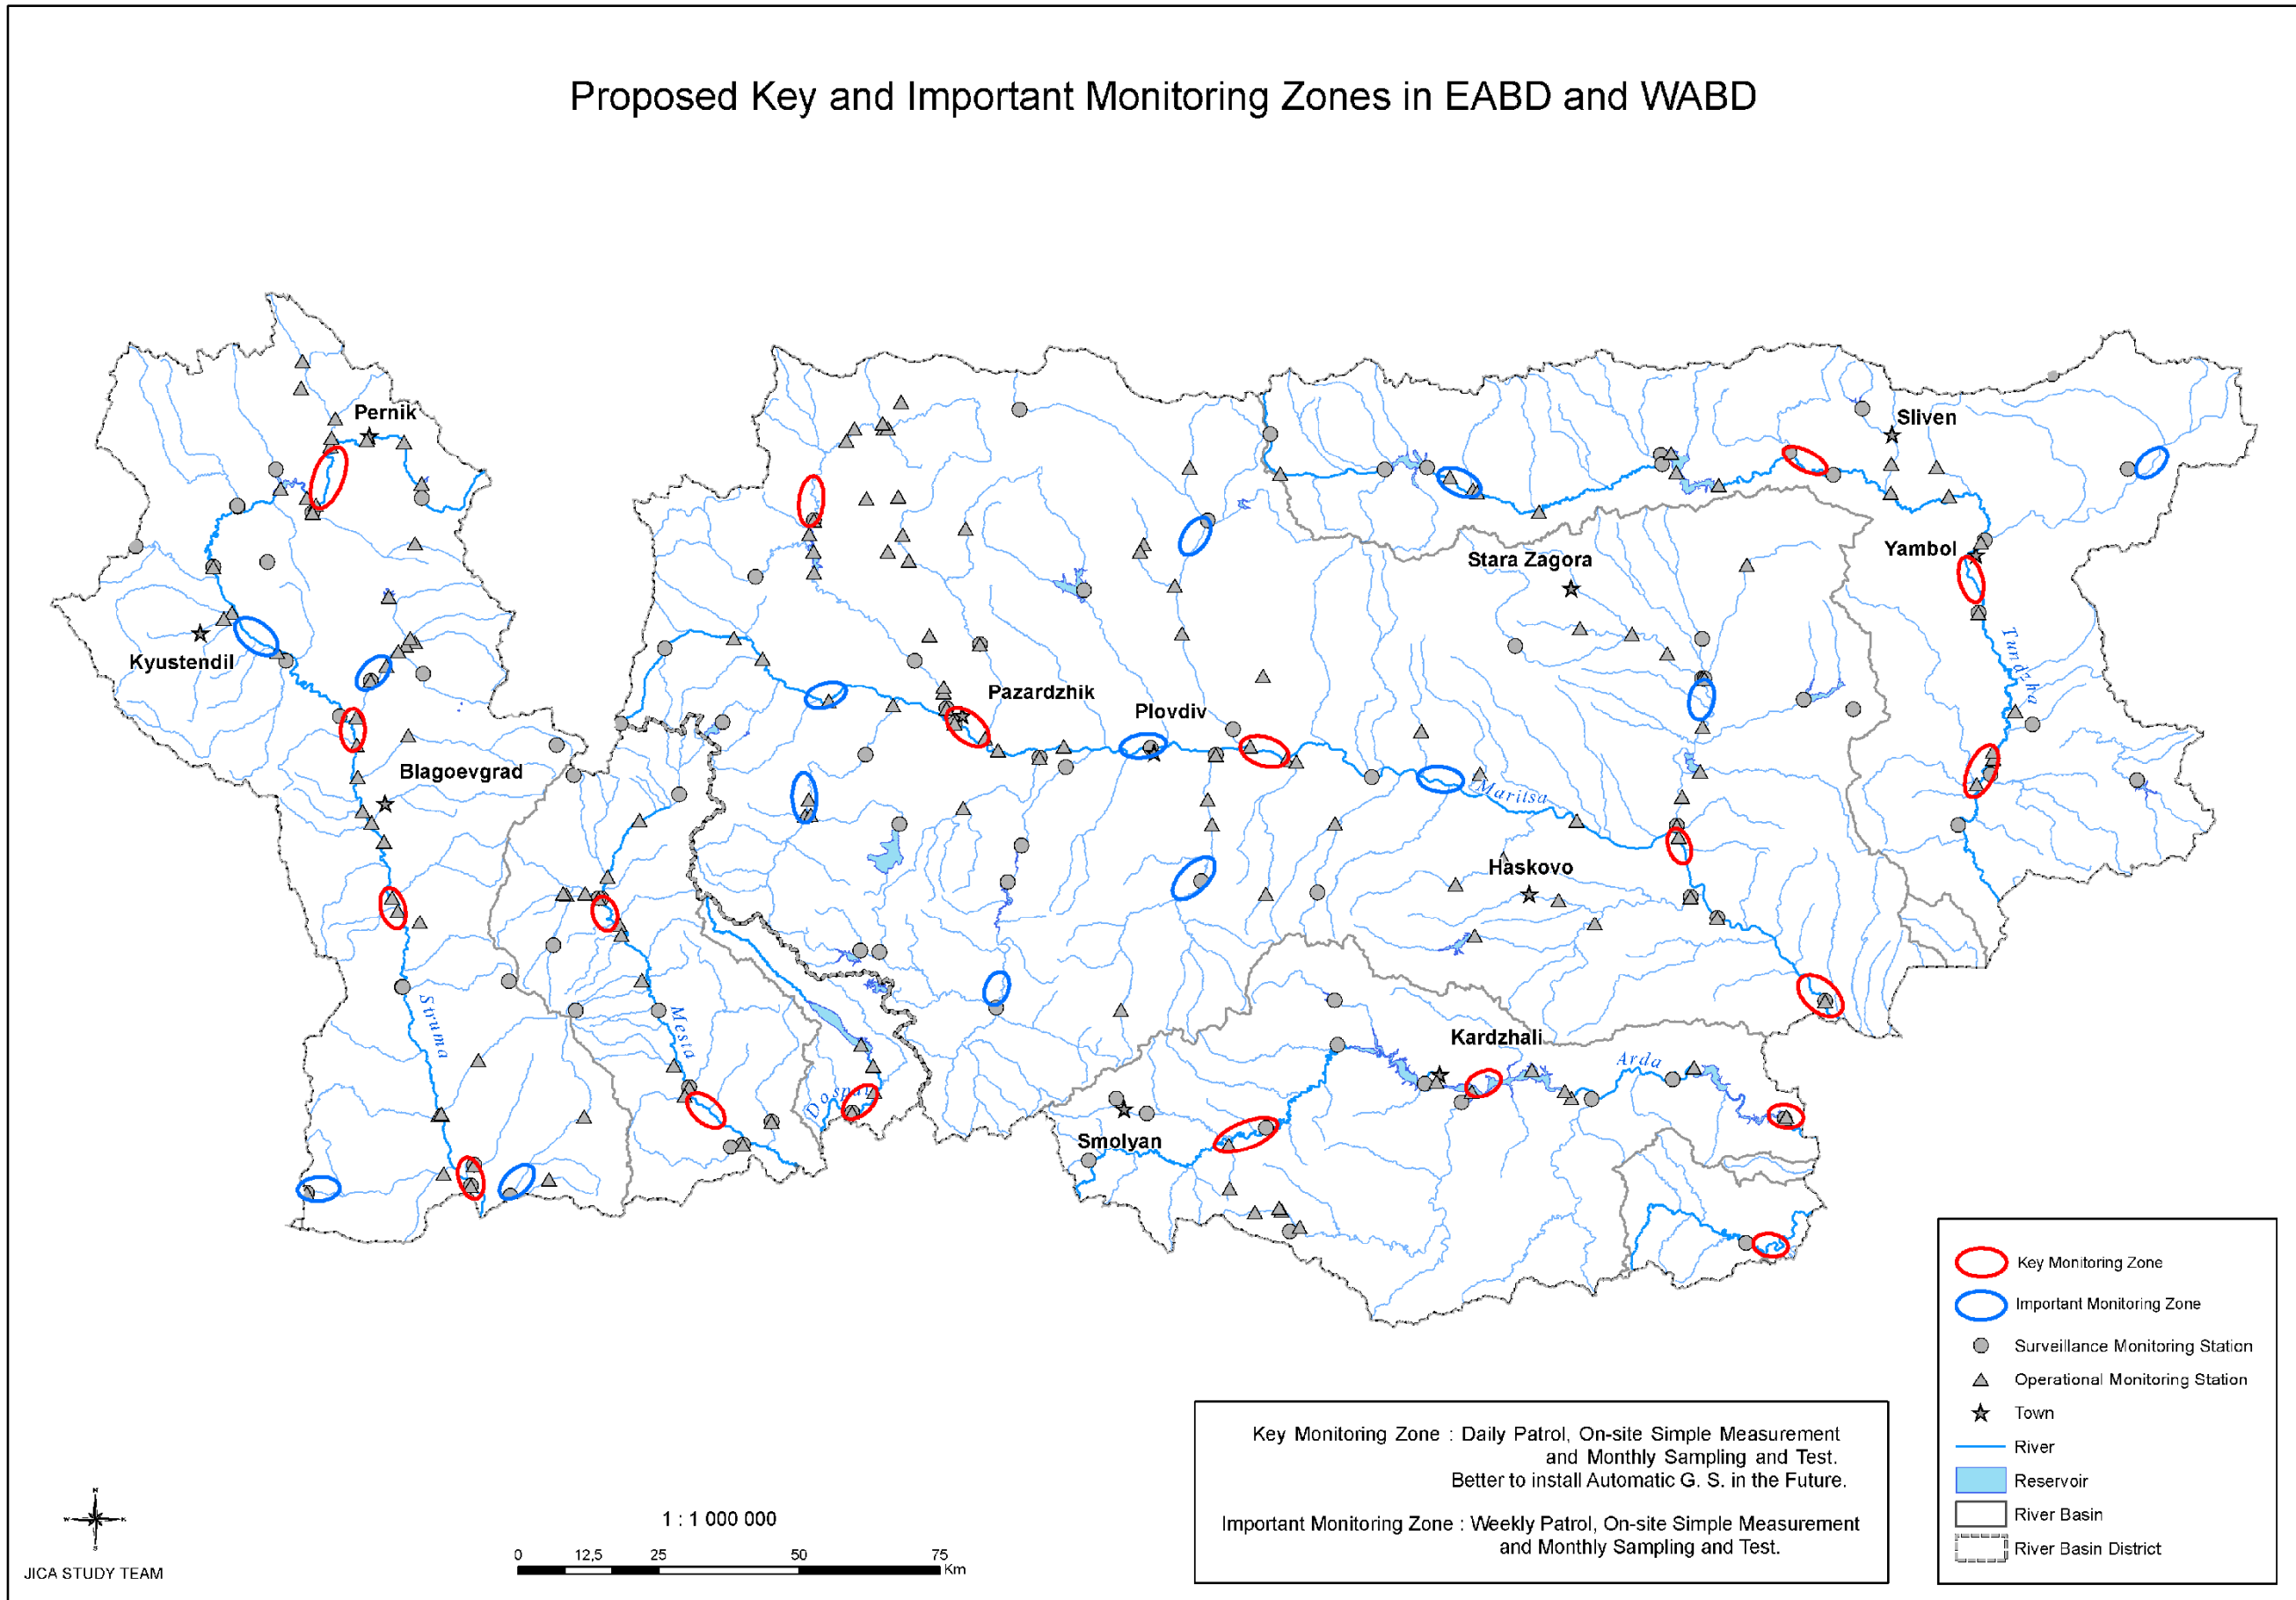 Proposed Key and Important Monitoring Zones in EABD and WABD
Pernik
Sliven
Yambol
Stara Zagora
Kyustendil
Tundzha
Pazardzhik
Plovdiv
Blagoevgrad
Maritsa
Haskovo
Struma
Mesta
Kardzhali
Arda
Smolyan
Key Monitoring Zone
Important Monitoring Zone
Surveillance Monitoring Station
Operational Monitoring Station
Town
River
Reservoir
River Basin
River Basin District
Key Monitoring Zone : Daily Patrol, On-site Simple Measurement
and Monthly Sampling and Test.
Better to install Automatic G. S. in the Future.
Important Monitoring Zone : Weekly Patrol, On-site Simple Measurement
and Monthly Sampling and Test.
1 : 1 000 000
0 12,5 25 50 75
Km
N
S
JICA STUDY TEAM